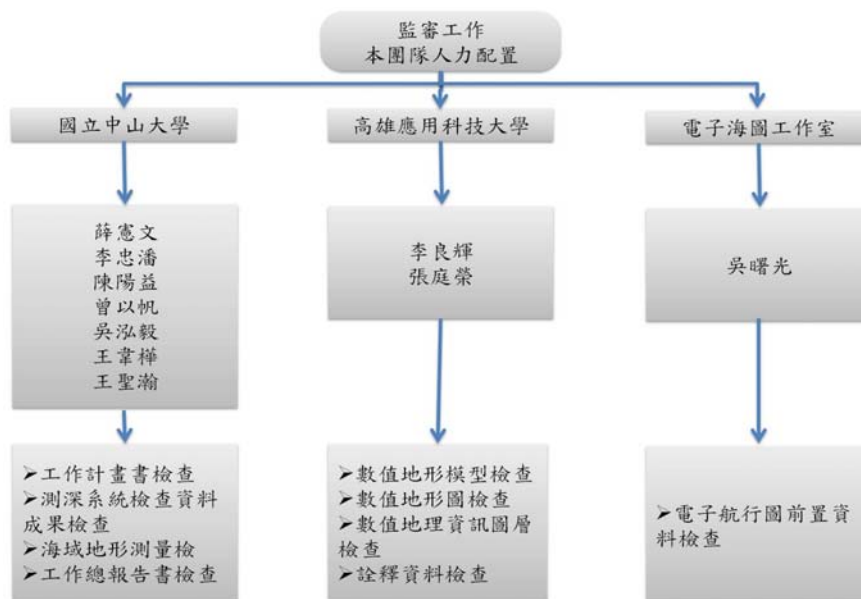 監審工作
本團隊人力配置
國立中山大學
高雄應用科技大學
電子海圖工作室
薛憲文
李忠潘
陳陽益
曾以帆
吳泓毅
王韋樺
王聖瀚
李良輝
張庭榮
吳曙光
➤工作計畫書檢查
➤測深系統檢查資料
成果檢查
➤海域地形測量檢
➤工作總報告書檢查
➤數值地形模型檢查
➤數值地形圖檢查
➤數值地理資訊圖層
檢查
➤詮釋資料檢查
➤電子航行圖前置資
料檢查